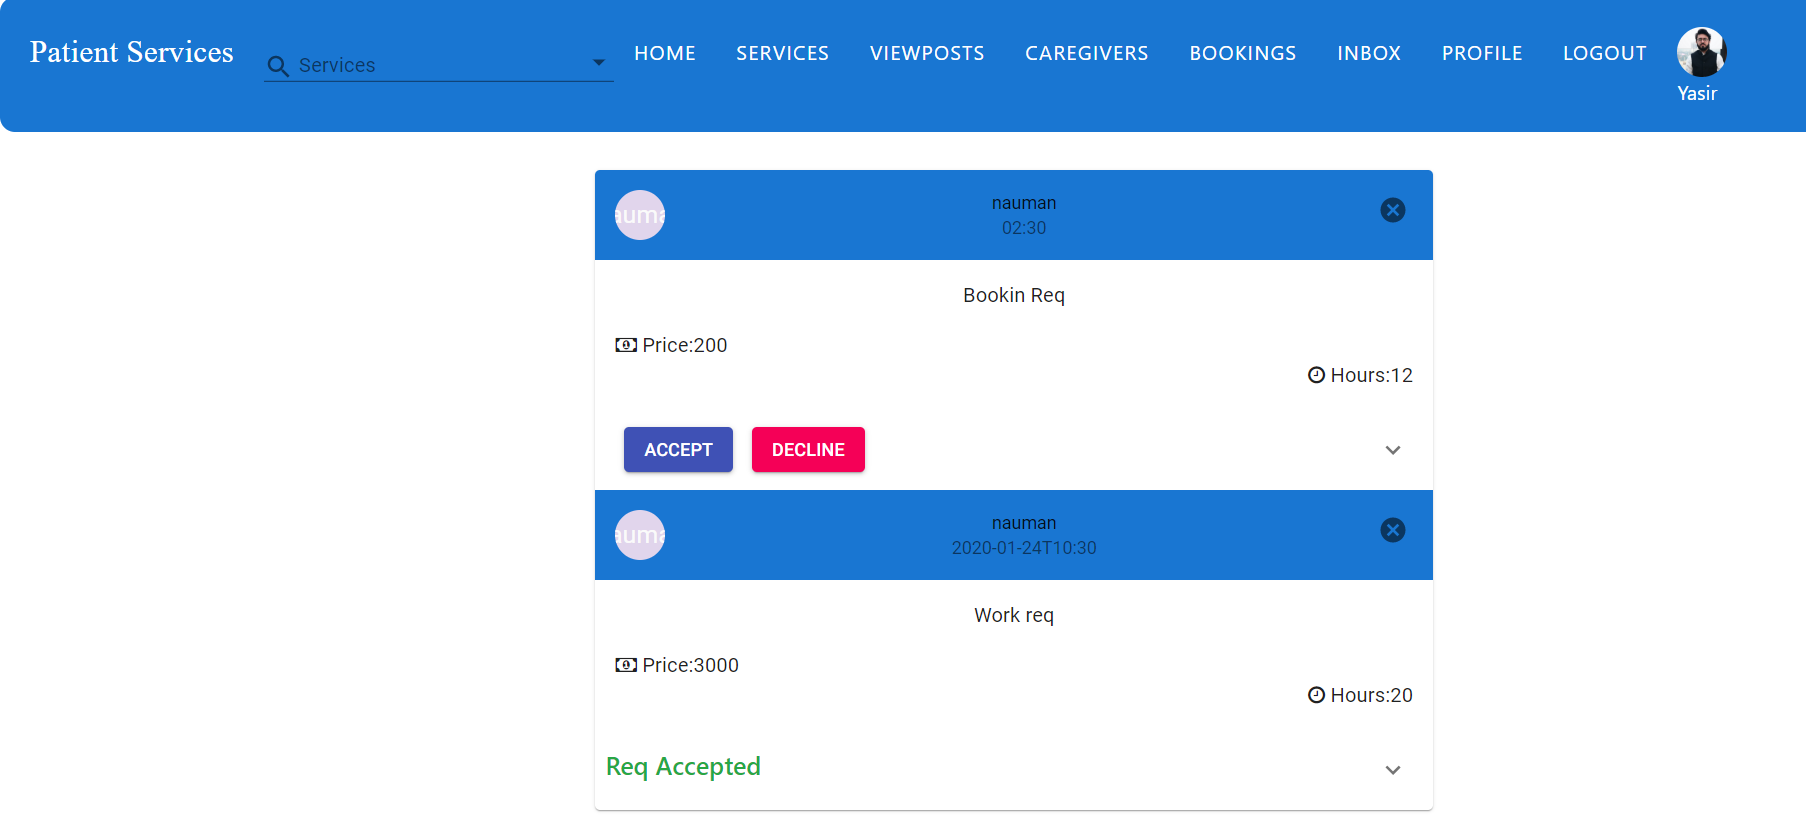 Patient Services
Services
HOME SERVICES VIEWPOSTS CAREGIVERS BOOKINGS INBOX PROFILE LOGOUT
Yasir
auma
nauman
02:30
Bookin Req
Price:200
Hours:12
ACCEPT DECLINE
auma
nauman
2020-01-24T10:30
Work req
Price:3000
Hours:20
Req Accepted